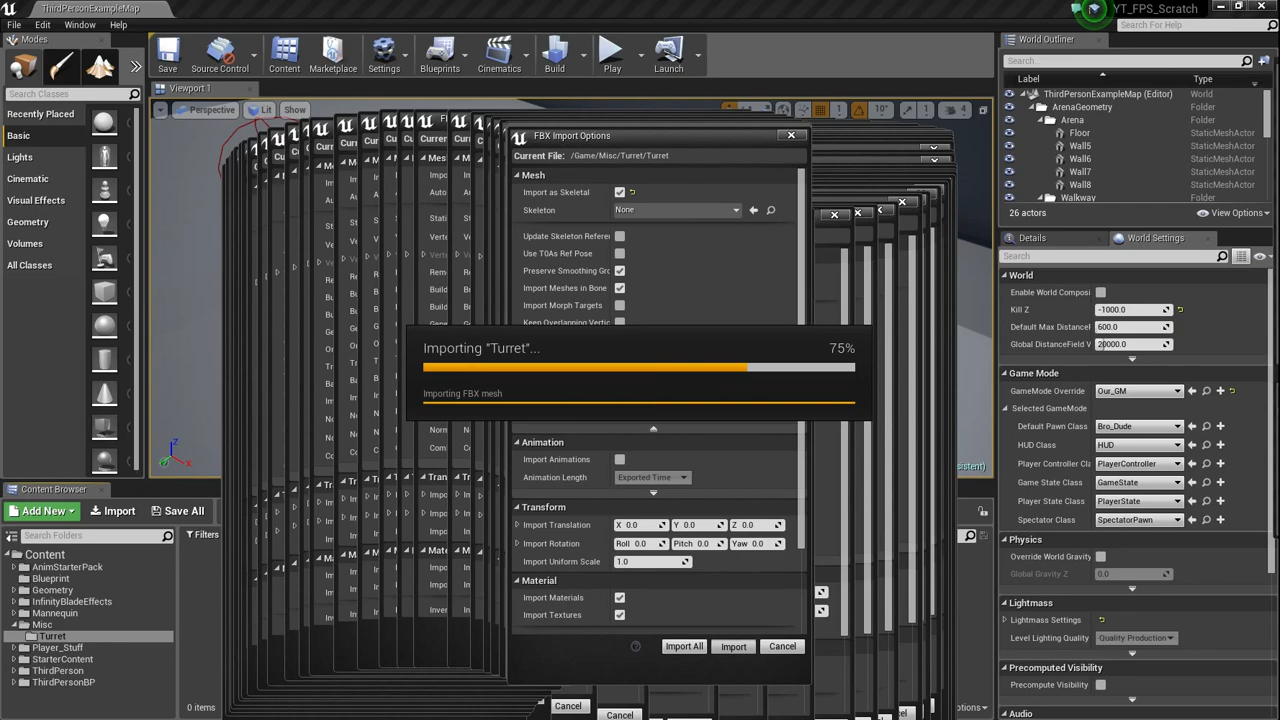 ThirdPersonExampleMap
YT_FPS_Scratch
File Edit Window Help
Search For Help
Modes
Search Classes
Recently Placed
Basic
Lights
Cinematic
Visual Effects
Geometry
Volumes
All Classes
Save
Source Control
Content
Marketplace
Settings
Blueprints
Cinematics
Build
Play
Launch
Viewport 1
Perspective
Lit
Show
10°
1
4
FBX Import Options
Current File: /Game/Misc/Turret/Turret
Mesh
Import as Skeletal
Skeleton None
Update Skeleton Referen
Use T0As Ref Pose
Preserve Smoothing Gro
Import Meshes in Bone
Import Morph Targets
Keep Overlapping Vertic
Importing "Turret"... 75%
Importing FBX mesh
Animation
Import Animations
Animation Length Exported Time
Transform
Import Translation X 0.0 Y 0.0 Z 0.0
Import Rotation Roll 0.0 Pitch 0.0 Yaw 0.0
Import Uniform Scale 1.0
Material
Import Materials
Import Textures
Import All Import Cancel
Cancel
Cancel
World Outliner
Search...
Label Type
ThirdPersonExampleMap (Editor) World
ArenaGeometry Folder
Arena Folder
Floor StaticMeshActor
Wall5 StaticMeshActor
Wall6 StaticMeshActor
Wall7 StaticMeshActor
Wall8 StaticMeshActor
Walkway Folder
26 actors View Options
Details World Settings
Search
World
Enable World Composi
Kill Z -1000.0
Default Max DistanceF 600.0
Global DistanceField V 20000.0
Game Mode
GameMode Override Our_GM
Selected GameMode
Default Pawn Class Bro_Dude
HUD Class HUD
Player Controller Cla PlayerController
Game State Class GameState
Player State Class PlayerState
Spectator Class SpectatorPawn
Physics
Override World Gravity
Global Gravity Z 0.0
Lightmass
Lightmass Settings
Level Lighting Quality Quality Production
Precomputed Visibility
Precompute Visibility
Audio
Content Browser
Add New Import Save All
Search Folders
Filters
Content
AnimStarterPack
Blueprint
Geometry
InfinityBladeEffects
Mannequin
Misc
Turret
Player_Stuff
StarterContent
ThirdPerson
ThirdPersonBP
0 items